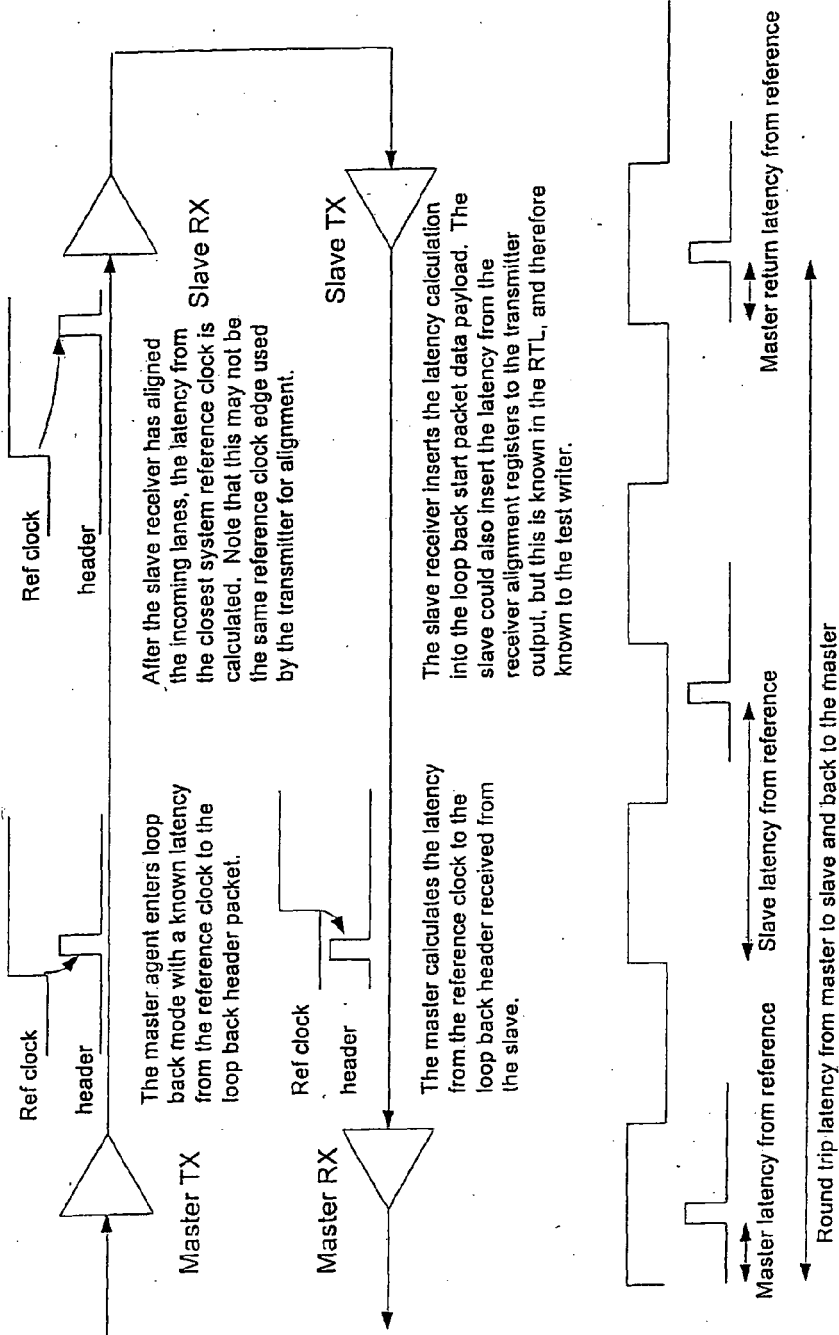 Ref clock
header
Ref clock
header
Master TX
Slave RX
The master agent enters loop
back mode with a known latency
from the reference clock to the
loop back header packet.
After the slave receiver has aligned
the incoming lanes, the latency from
the closest system reference clock is
calculated. Note that this may not be
the same reference clock edge used
by the transmitter for alignment.
Ref clock
header
Master RX
Slave TX
The master calculates the latency
from the reference clock to the
loop back header received from
the slave.
The slave receiver inserts the latency calculation
into the loop back start packet data payload. The
slave could also insert the latency from the
receiver alignment registers to the transmitter
output, but this is known in the RTL, and therefore
known to the test writer.
Master latency from reference
Slave latency from reference
Master return latency from reference
Round trip latency from master to slave and back to the master